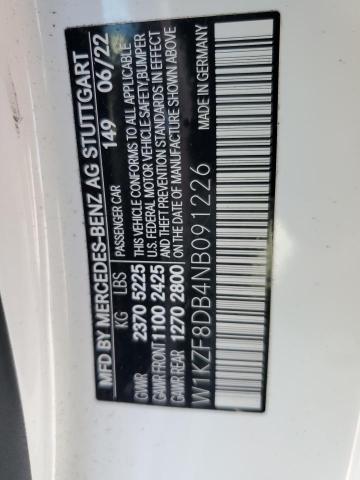 MFD BY MERCEDES-BENZ AG STUTTGART
149 06/22
PASSENGER CAR
KG LBS
GVWR 2370 5225
GAWR FRONT 1100 2425
GAWR REAR 1270 2800
THIS VEHICLE CONFORMS TO ALL APPLICABLE
U.S. FEDERAL MOTOR VEHICLE SAFETY, BUMPER
AND THEFT PREVENTION STANDARDS IN EFFECT
ON THE DATE OF MANUFACTURE SHOWN ABOVE
W1KZF8DB4NB091226
MADE IN GERMANY